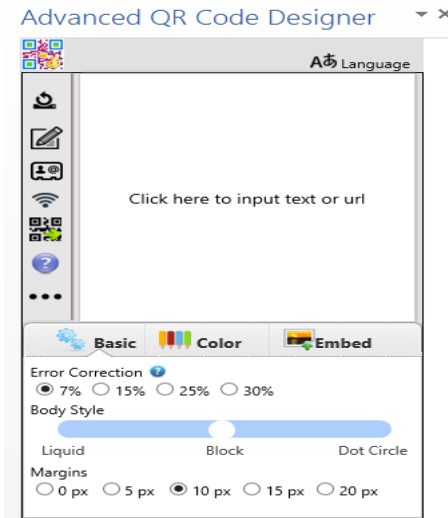 Advanced QR Code Designer
Aあ Language
Click here to input text or url
Basic Color Embed
Error Correction
7% 15% 25% 30%
Body Style
Liquid Block Dot Circle
Margins
0 px 5 px 10 px 15 px 20 px